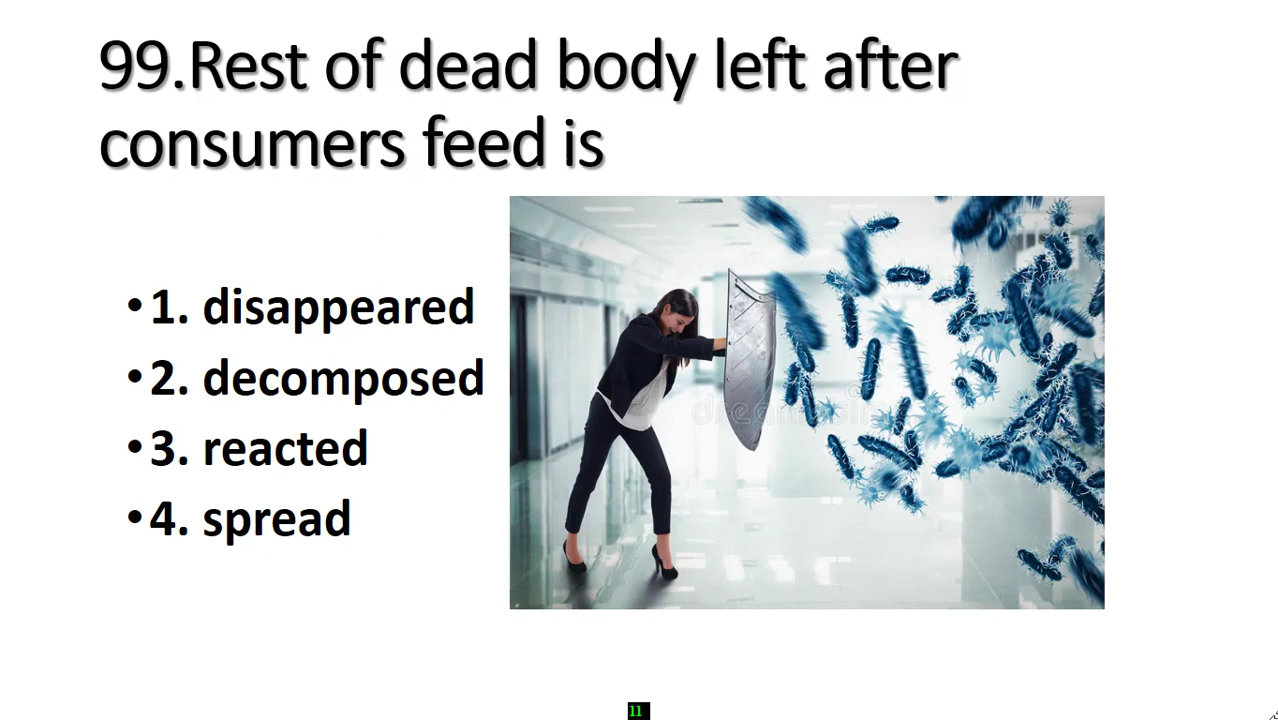 99.Rest of dead body left after
consumers feed is
•1. disappeared
•2. decomposed
•3. reacted
•4. spread
11